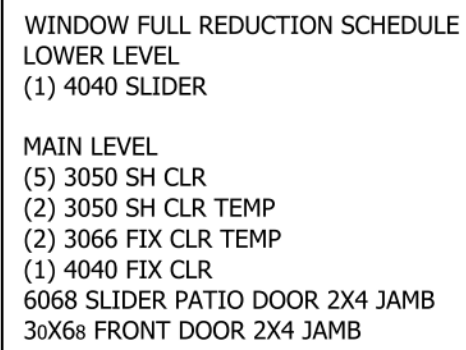 WINDOW FULL REDUCTION SCHEDULE
LOWER LEVEL
(1) 4040 SLIDER
MAIN LEVEL
(5) 3050 SH CLR
(2) 3050 SH CLR TEMP
(2) 3066 FIX CLR TEMP
(1) 4040 FIX CLR
6068 SLIDER PATIO DOOR 2X4 JAMB
30X68 FRONT DOOR 2X4 JAMB